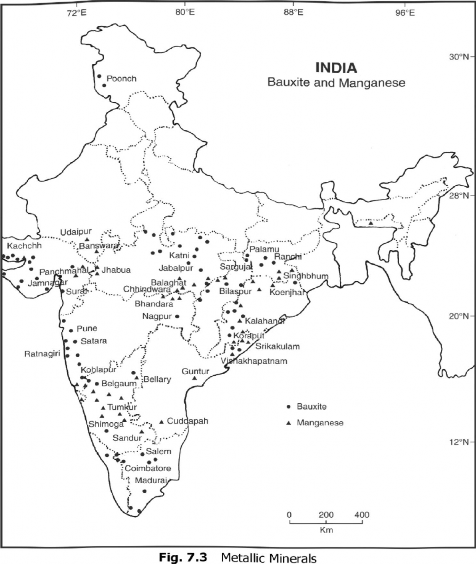 72°E 80°E 88°E 96°E
30°N
INDIA
Bauxite and Manganese
Poonch
28°N
Udaipur
Banswara
Kachchh
Katni
Palamu
Ranchi
Panchmahal
Jhabua
Jabalpur
Sarguja
Singhbhum
Jamnagar
Balaghat
Surat
Chhindwara
Bilaspur
Koenjhar
Bhandara
Nagpur
20°N
Kalahandi
Pune
Koraput
Satara
Srikakulam
Ratnagiri
Vishakhapatnam
Kolhapur
Guntur
Belgaum
Bellary
Bauxite
Tumkur
Manganese
Shimoga
Cuddapah
Sandur
12°N
Salem
Coimbatore
Madurai
0 200 400
Km
Fig. 7.3 Metallic Minerals